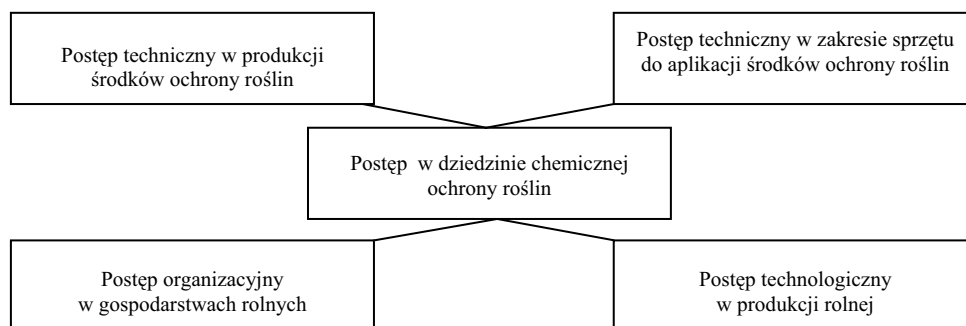 Postęp techniczny w produkcji
środków ochrony roślin
Postęp techniczny w zakresie sprzętu
do aplikacji środków ochrony roślin
Postęp w dziedzinie chemicznej
ochrony roślin
Postęp organizacyjny
w gospodarstwach rolnych
Postęp technologiczny
w produkcji rolnej